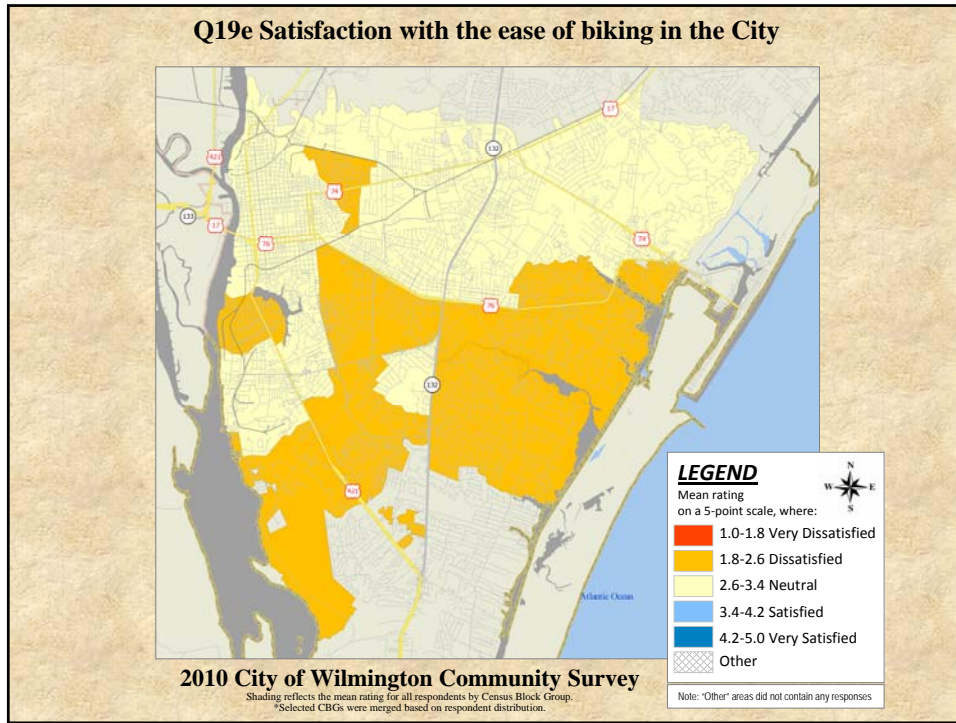 Q19e Satisfaction with the ease of biking in the City
17
132
421
74
133
17
76
74
76
132
421
Atlantic Ocean
LEGEND
N
W E
S
Mean rating
on a 5-point scale, where:
1.0-1.8 Very Dissatisfied
1.8-2.6 Dissatisfied
2.6-3.4 Neutral
3.4-4.2 Satisfied
4.2-5.0 Very Satisfied
Other
Note: "Other" areas did not contain any responses
2010 City of Wilmington Community Survey
Shading reflects the mean rating for all respondents by Census Block Group.
*Selected CBGs were merged based on respondent distribution.